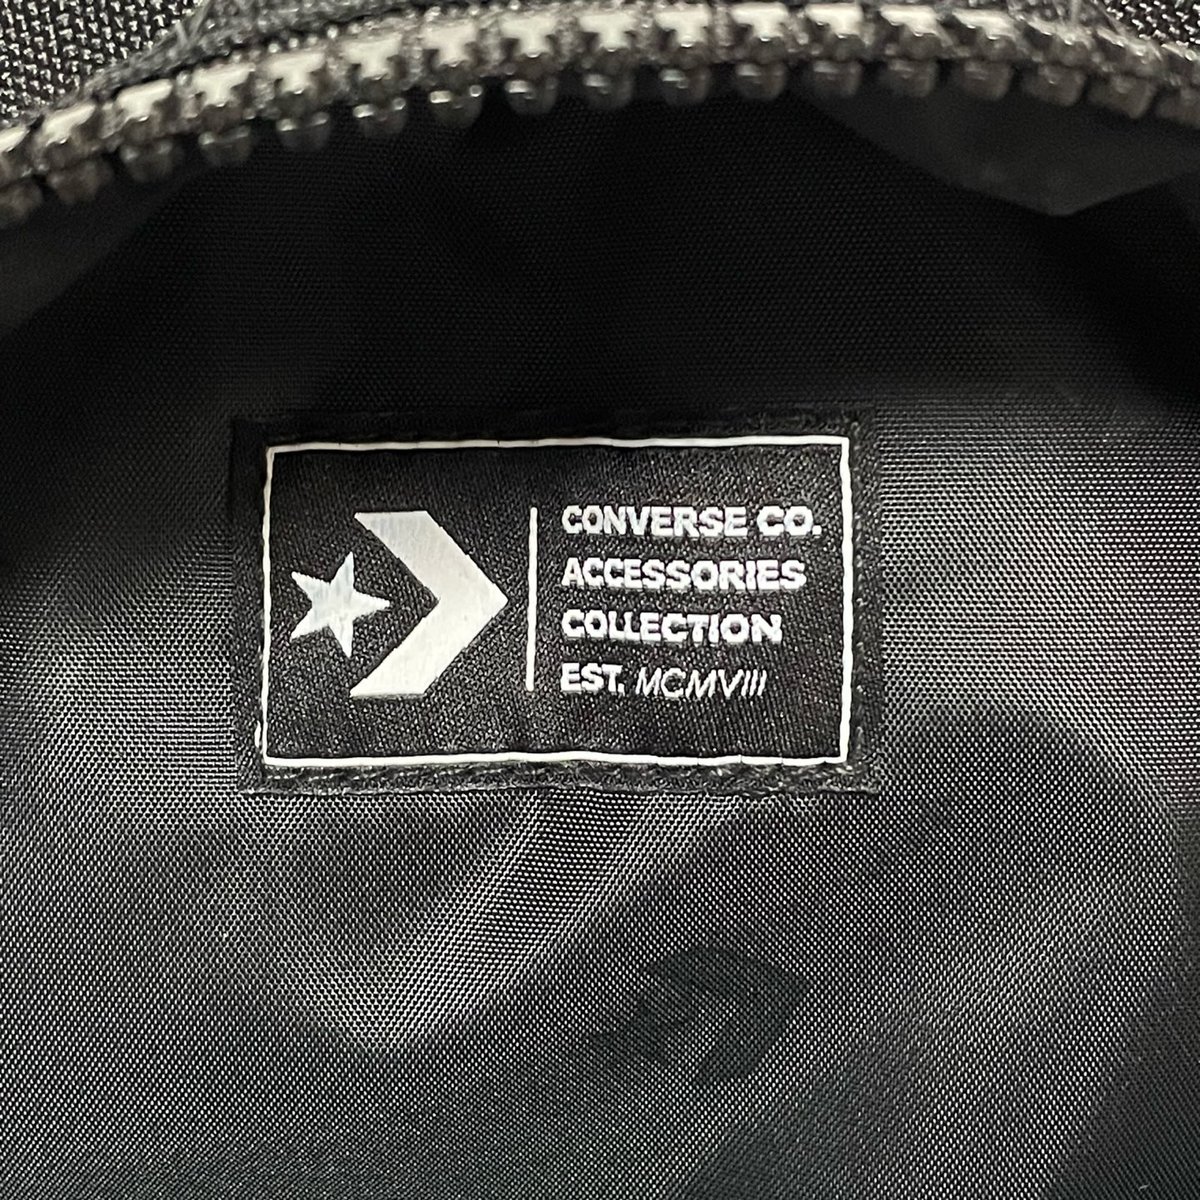 CONVERSE CO.
ACCESSORIES
COLLECTION
EST. MCMVIII